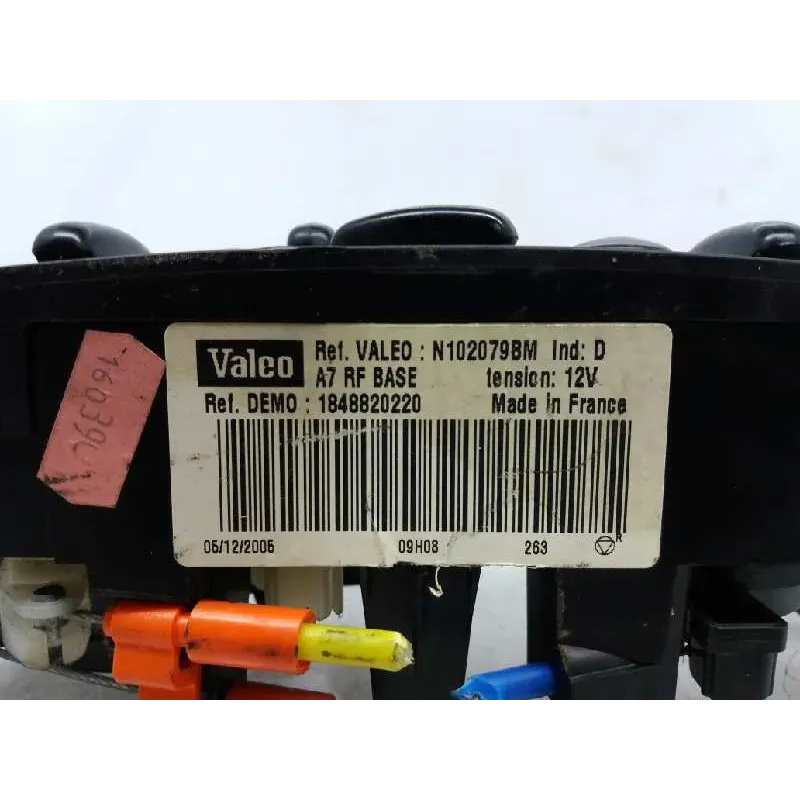 Valeo Ref. VALEO : N102079BM Ind: D
A7 RF BASE tension: 12V
Ref. DEMO : 1848820220 Made in France
05/12/2005 09H08 263 R